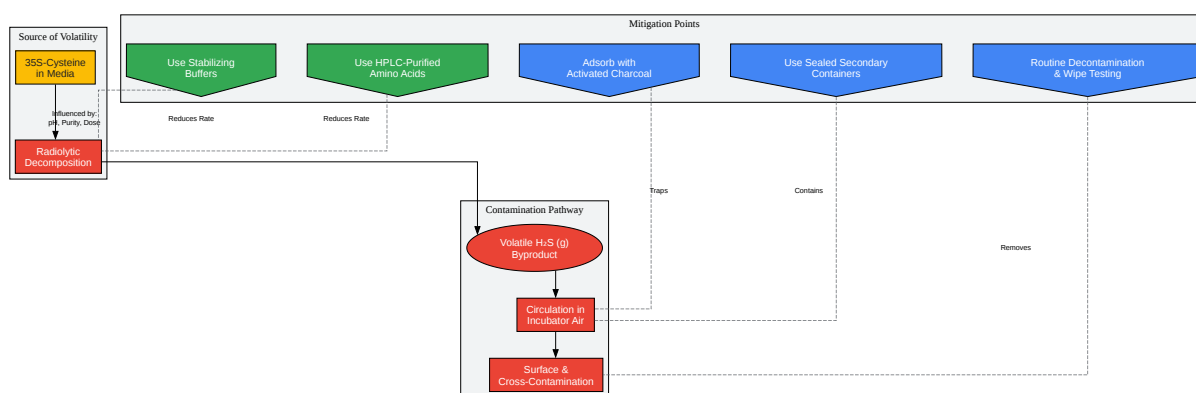 Mitigation Points
Source of Volatility
35S-Cysteine
in Media
Use Stabilizing
Buffers
Use HPLC-Purified
Amino Acids
Adsorb with
Activated Charcoal
Use Sealed Secondary
Containers
Routine Decontamination
& Wipe Testing
Influenced by:
pH, Purity, Dose
Reduces Rate
Reduces Rate
Radiolytic
Decomposition
Traps
Contains
Contamination Pathway
Volatile H₂S (g)
Byproduct
Removes
Circulation in
Incubator Air
Surface &
Cross-Contamination